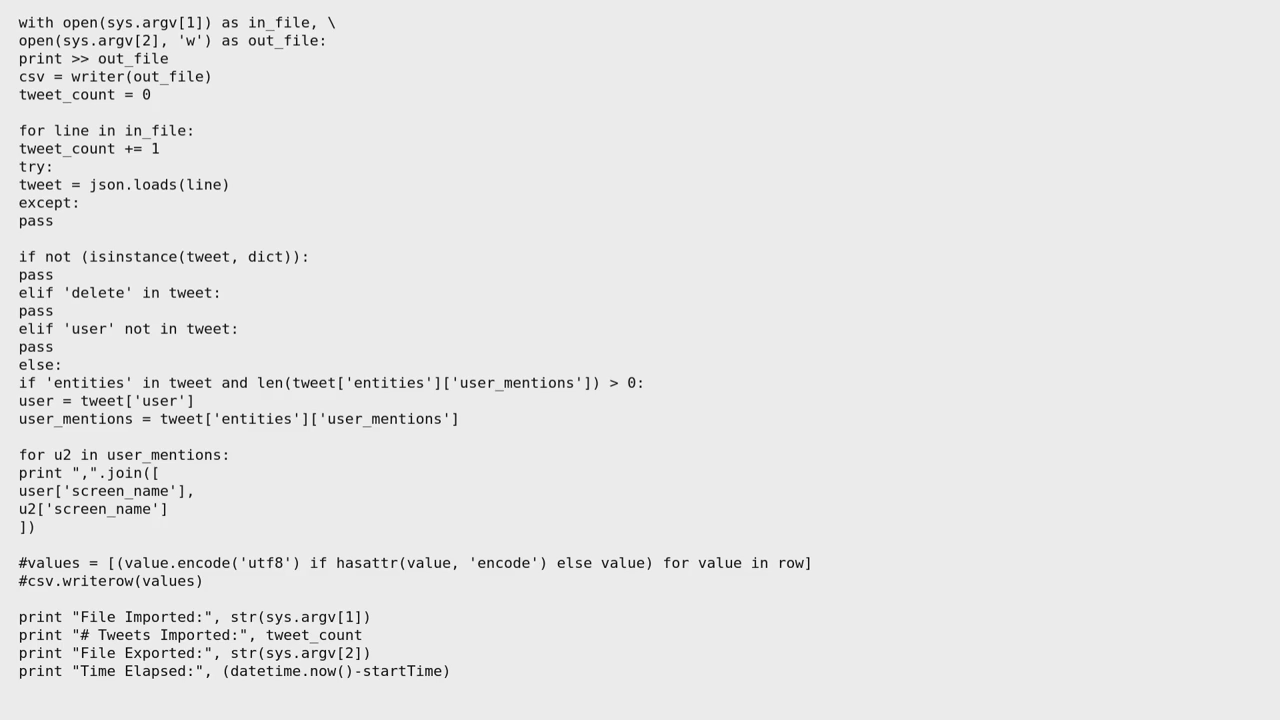 with open(sys.argv[1]) as in_file, \
open(sys.argv[2], 'w') as out_file:
print >> out_file
csv = writer(out_file)
tweet_count = 0

for line in in_file:
tweet_count += 1
try:
tweet = json.loads(line)
except:
pass

if not (isinstance(tweet, dict)):
pass
elif 'delete' in tweet:
pass
elif 'user' not in tweet:
pass
else:
if 'entities' in tweet and len(tweet['entities']['user_mentions']) > 0:
user = tweet['user']
user_mentions = tweet['entities']['user_mentions']

for u2 in user_mentions:
print ",".join([
user['screen_name'],
u2['screen_name']
])

#values = [(value.encode('utf8') if hasattr(value, 'encode') else value) for value in row]
#csv.writerow(values)

print "File Imported:", str(sys.argv[1])
print "# Tweets Imported:", tweet_count
print "File Exported:", str(sys.argv[2])
print "Time Elapsed:", (datetime.now()-startTime)